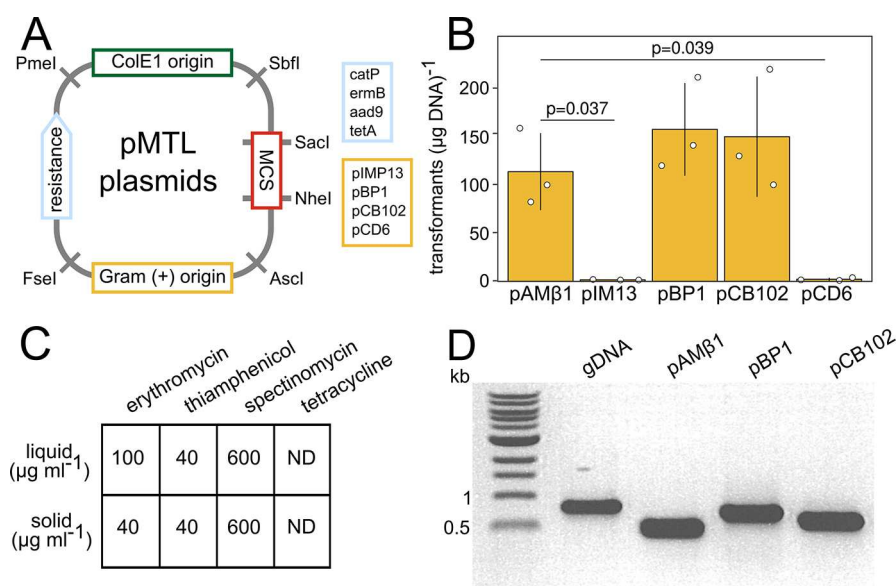 A
PmeI
ColE1 origin
SbfI
resistance
pMTL
plasmids
SacI
MCS
NheI
FseI
Gram (+) origin
AscI
catP
ermB
aad9
tetA
pIMP13
pBP1
pCB102
pCD6
B
transformants (µg DNA)-1
200
150
100
50
0
p=0.039
p=0.037
pAMβ1 pIM13 pBP1 pCB102 pCD6
C
erythromycin thiamphenicol spectinomycin tetracycline
liquid
(µg ml-1)
100 40 600 ND
solid
(µg ml-1)
40 40 600 ND
D
kb
gDNA pAMβ1 pBP1 pCB102
1
0.5